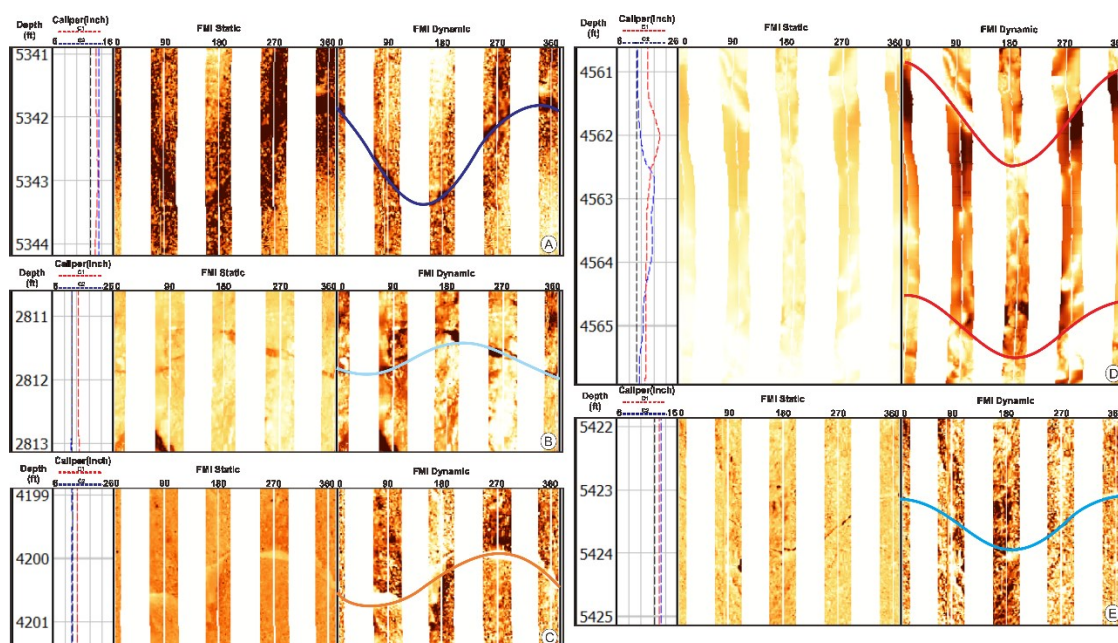 Depth (ft)
Caliper(Inch)
C1
C2
6 16
FMI Static
0 90 180 270 360
FMI Dynamic
0 90 180 270 360
5341
5342
5343
5344
A
Depth (ft)
Caliper(Inch)
C1
C2
6 26
FMI Static
0 90 180 270 360
FMI Dynamic
0 90 180 270 360
2811
2812
2813
B
Depth (ft)
Caliper(Inch)
C1
6 26
FMI Static
0 90 180 270 360
FMI Dynamic
0 90 180 270 360
4199
4200
4201
C
Depth (ft)
Caliper(Inch)
C1
C2
6 26
FMI Static
0 90 180 270 360
FMI Dynamic
0 90 180 270
4561
4562
4563
4564
4565
D
Depth (ft)
Caliper(Inch)
C1
6 16
FMI Static
0 90 180 270 360
FMI Dynamic
0 90 180 270
5422
5423
5424
5425
E